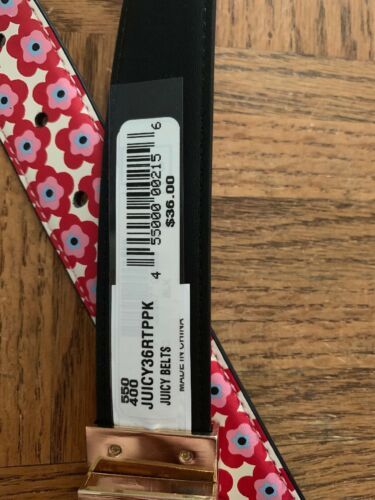 4 55000 00215 6
$36.00
550
400
JUICY36RTPPK
JUICY BELTS
MADE IN CHINA